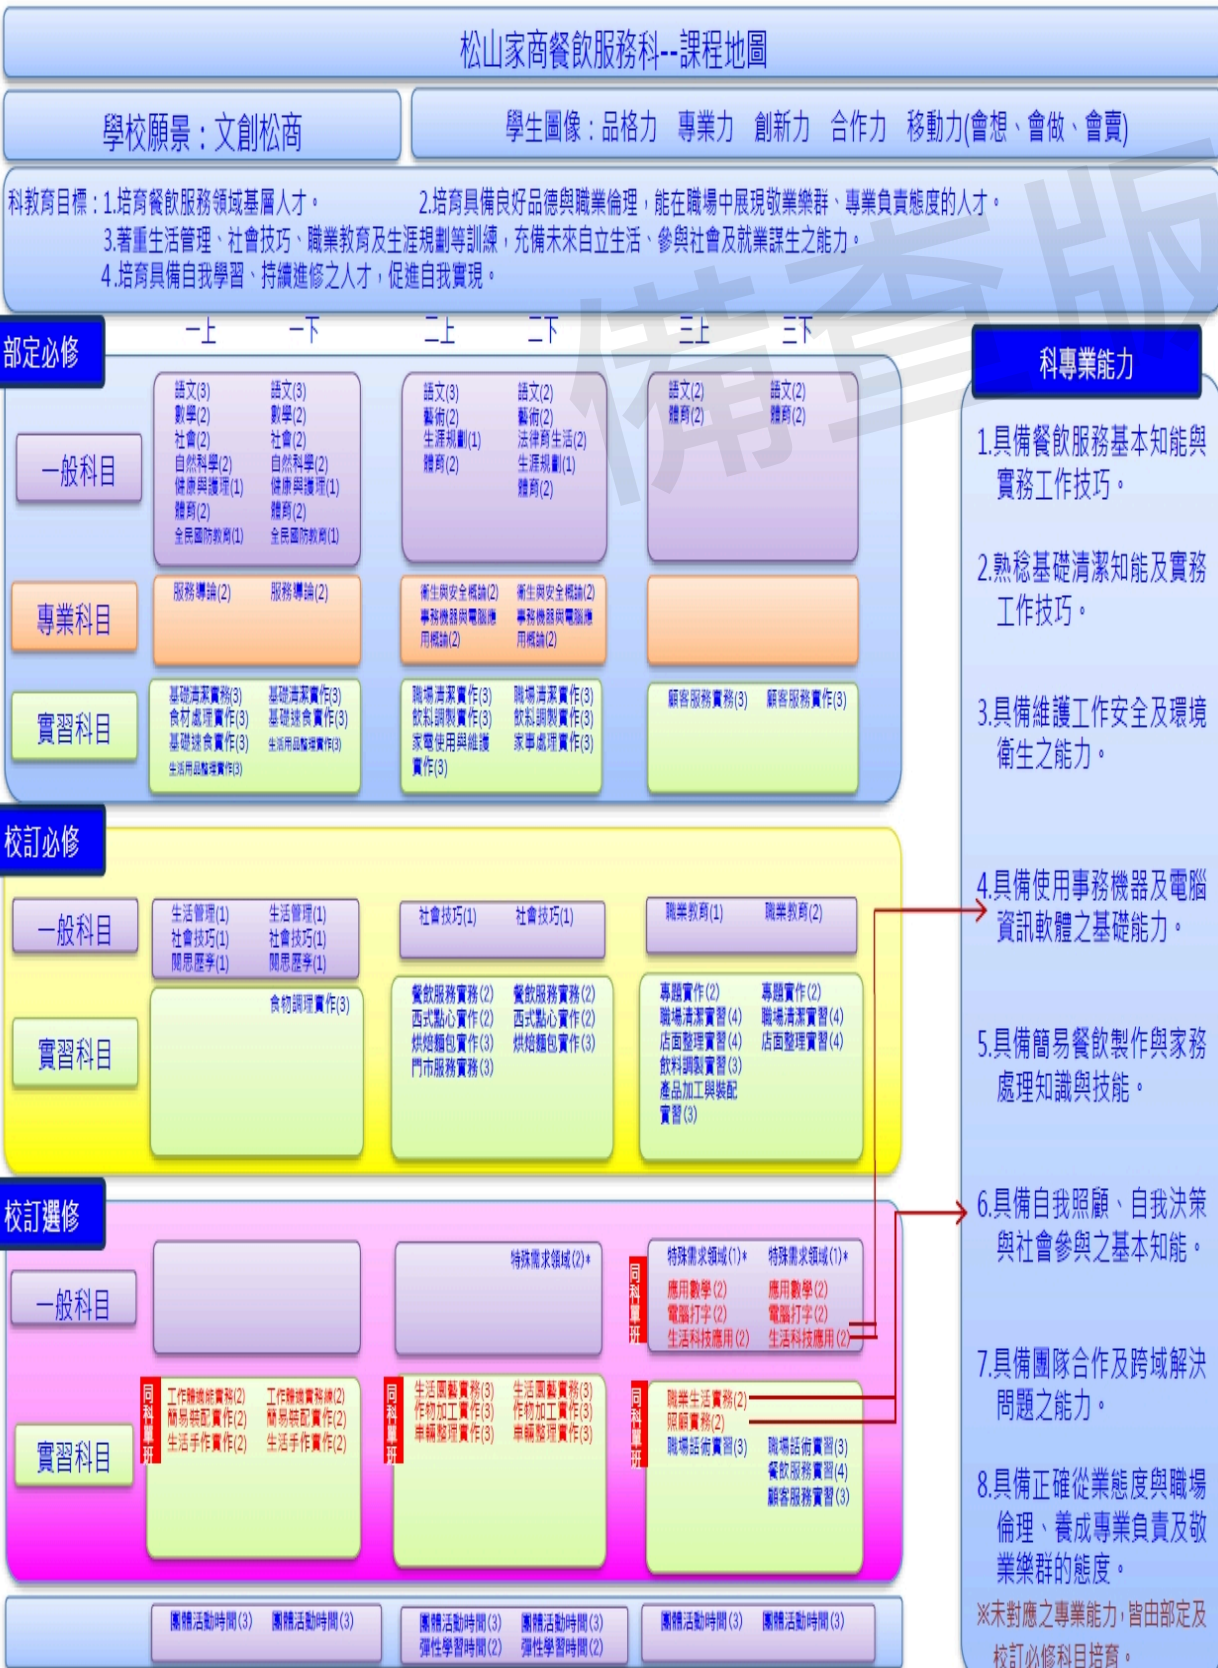 松山家商餐飲服務科--課程地圖
學校願景：文創松商
學生圖像：品格力 專業力 創新力 合作力 移動力(會想、會做、會賣)
科教育目標：1.培育餐飲服務領域基層人才。 2.培育具備良好品德與職業倫理，能在職場中展現敬業樂群、專業負責態度的人才。
3.著重生活管理、社會技巧、職業教育及生涯規劃等訓練，充備未來自立生活、參與社會及就業謀生之能力。
4.培育具備自我學習、持續進修之人才，促進自我實現。
備查版
一上 一下 二上 二下 三上 三下
部定必修
一般科目
語文(3) 語文(3) 語文(3) 語文(2) 語文(2) 語文(2)
數學(2) 數學(2) 藝術(2) 藝術(2) 體育(2) 體育(2)
社會(2) 社會(2) 生涯規劃(1) 法律育生活(2)
自然科學(2) 自然科學(2) 體育(2) 生涯規劃(1)
健康與護理(1) 健康與護理(1) 體育(2)
體育(2) 體育(2)
全民國防教育(1) 全民國防教育(1)
專業科目
服務導論(2) 服務導論(2) 衛生與安全概論(2) 衛生與安全概論(2)
事務機器與電腦應 事務機器與電腦應
用概論(2) 用概論(2)
實習科目
基礎清潔實務(3) 基礎清潔實作(3) 職場清潔實作(3) 職場清潔實作(3) 顧客服務實務(3) 顧客服務實作(3)
食材處理實作(3) 基礎速食實作(3) 飲料調製實作(3) 飲料調製實作(3)
基礎速食實作(3) 生活用品整理實作(3) 家電使用與維護 家事處理實作(3)
生活用品整理實作(3) 實作(3)
校訂必修
一般科目
生活管理(1) 生活管理(1) 社會技巧(1) 社會技巧(1) 職業教育(1) 職業教育(2)
社會技巧(1) 社會技巧(1)
閱思歷學(1) 閱思歷學(1)
實習科目
食物調理實作(3)
餐飲服務實務(2) 餐飲服務實務(2) 專題實作(2) 專題實作(2)
西式點心實作(2) 西式點心實作(2) 職場清潔實習(4) 職場清潔實習(4)
烘焙麵包實作(3) 烘焙麵包實作(3) 店面整理實習(4) 店面整理實習(4)
門市服務實務(3) 飲料調製實習(3)
產品加工與裝配
實習(3)
校訂選修
一般科目
特殊需求領域(2)* 特殊需求領域(1)* 特殊需求領域(1)*
同科單班
應用數學(2) 應用數學(2)
電腦打字(2) 電腦打字(2)
生活科技應用(2) 生活科技應用(2)
實習科目
同科單班
工作體適能實務(2) 工作體適實務線(2)
簡易裝配實作(2) 簡易裝配實作(2)
生活手作實作(2) 生活手作實作(2)
同科單班
生活園藝實務(3) 生活園藝實務(3)
作物加工實作(3) 作物加工實作(3)
車輛整理實作(3) 車輛整理實作(3)
同科單班
職業生活實務(2)
照顧實務(2)
職場話術實習(3) 職場話術實習(3)
餐飲服務實習(4)
顧客服務實習(3)
團體活動時間(3) 團體活動時間(3) 團體活動時間(3) 團體活動時間(3) 團體活動時間(3) 團體活動時間(3)
彈性學習時間(2) 彈性學習時間(2)
科專業能力
1.具備餐飲服務基本知能與
實務工作技巧。
2.熟稔基礎清潔知能及實務
工作技巧。
3.具備維護工作安全及環境
衛生之能力。
4.具備使用事務機器及電腦
資訊軟體之基礎能力。
5.具備簡易餐飲製作與家務
處理知識與技能。
6.具備自我照顧、自我決策
與社會參與之基本知能。
7.具備團隊合作及跨域解決
問題之能力。
8.具備正確從業態度與職場
倫理、養成專業負責及敬
業樂群的態度。
※未對應之專業能力，皆由部定及
校訂必修科目培育。